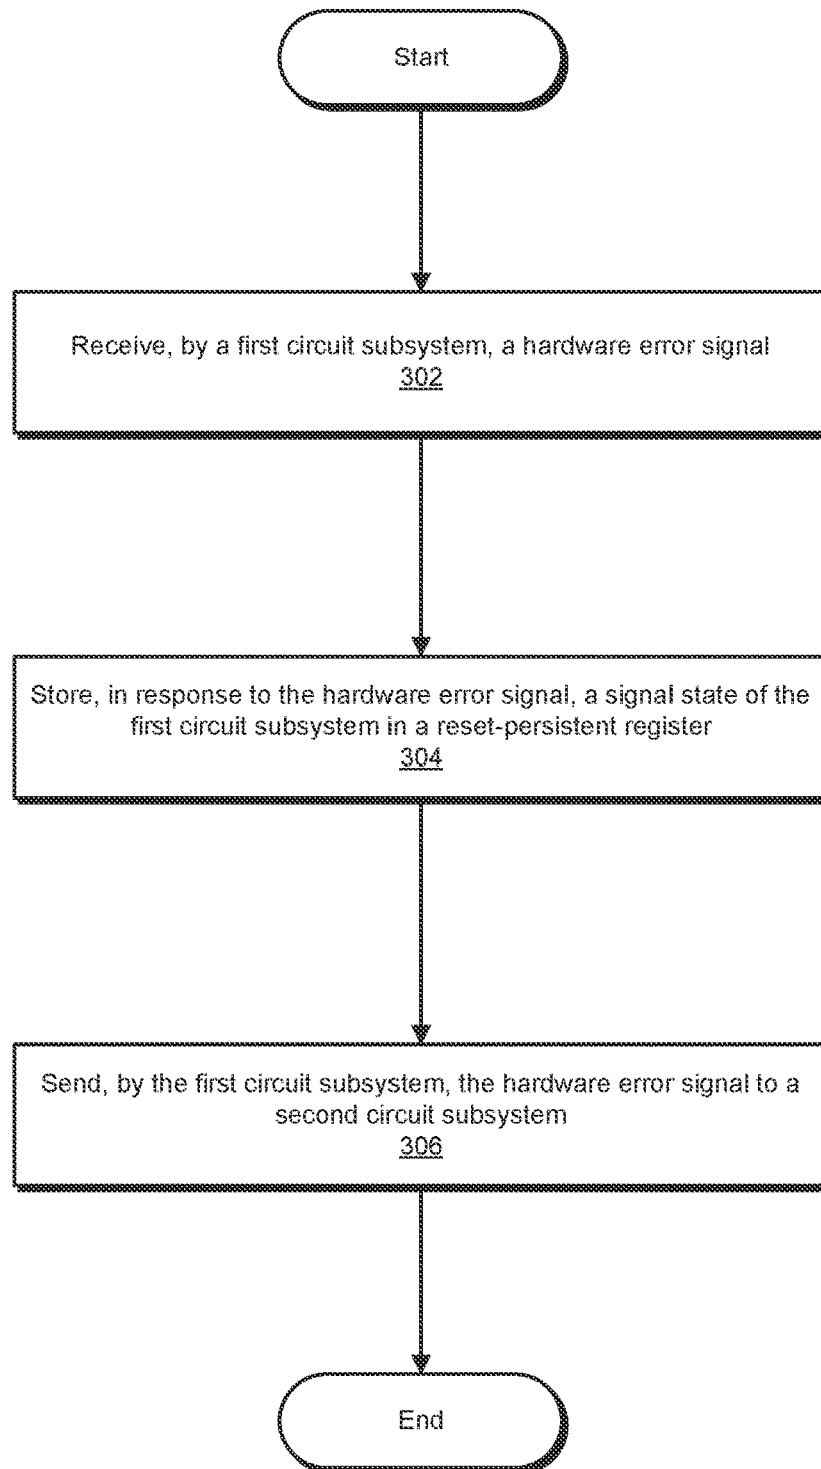 Start
Receive, by a first circuit subsystem, a hardware error signal
302
Store, in response to the hardware error signal, a signal state of the
first circuit subsystem in a reset-persistent register
304
Send, by the first circuit subsystem, the hardware error signal to a
second circuit subsystem
306
End